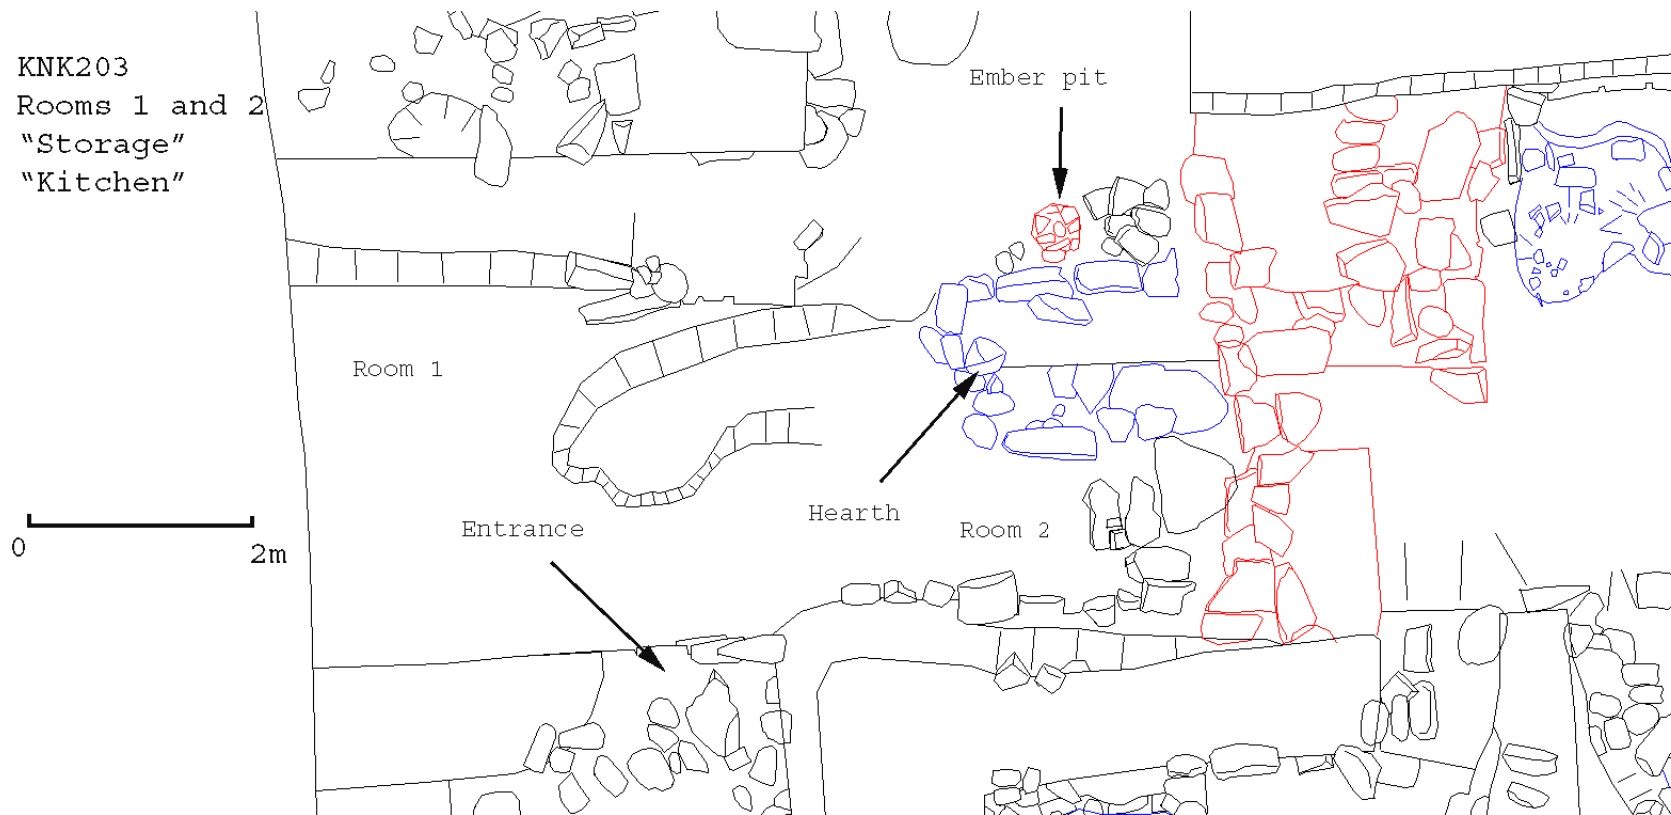 KNK203
Rooms 1 and 2
“Storage”
“Kitchen”
Ember pit
Room 1
Entrance
Hearth
Room 2
0
2m